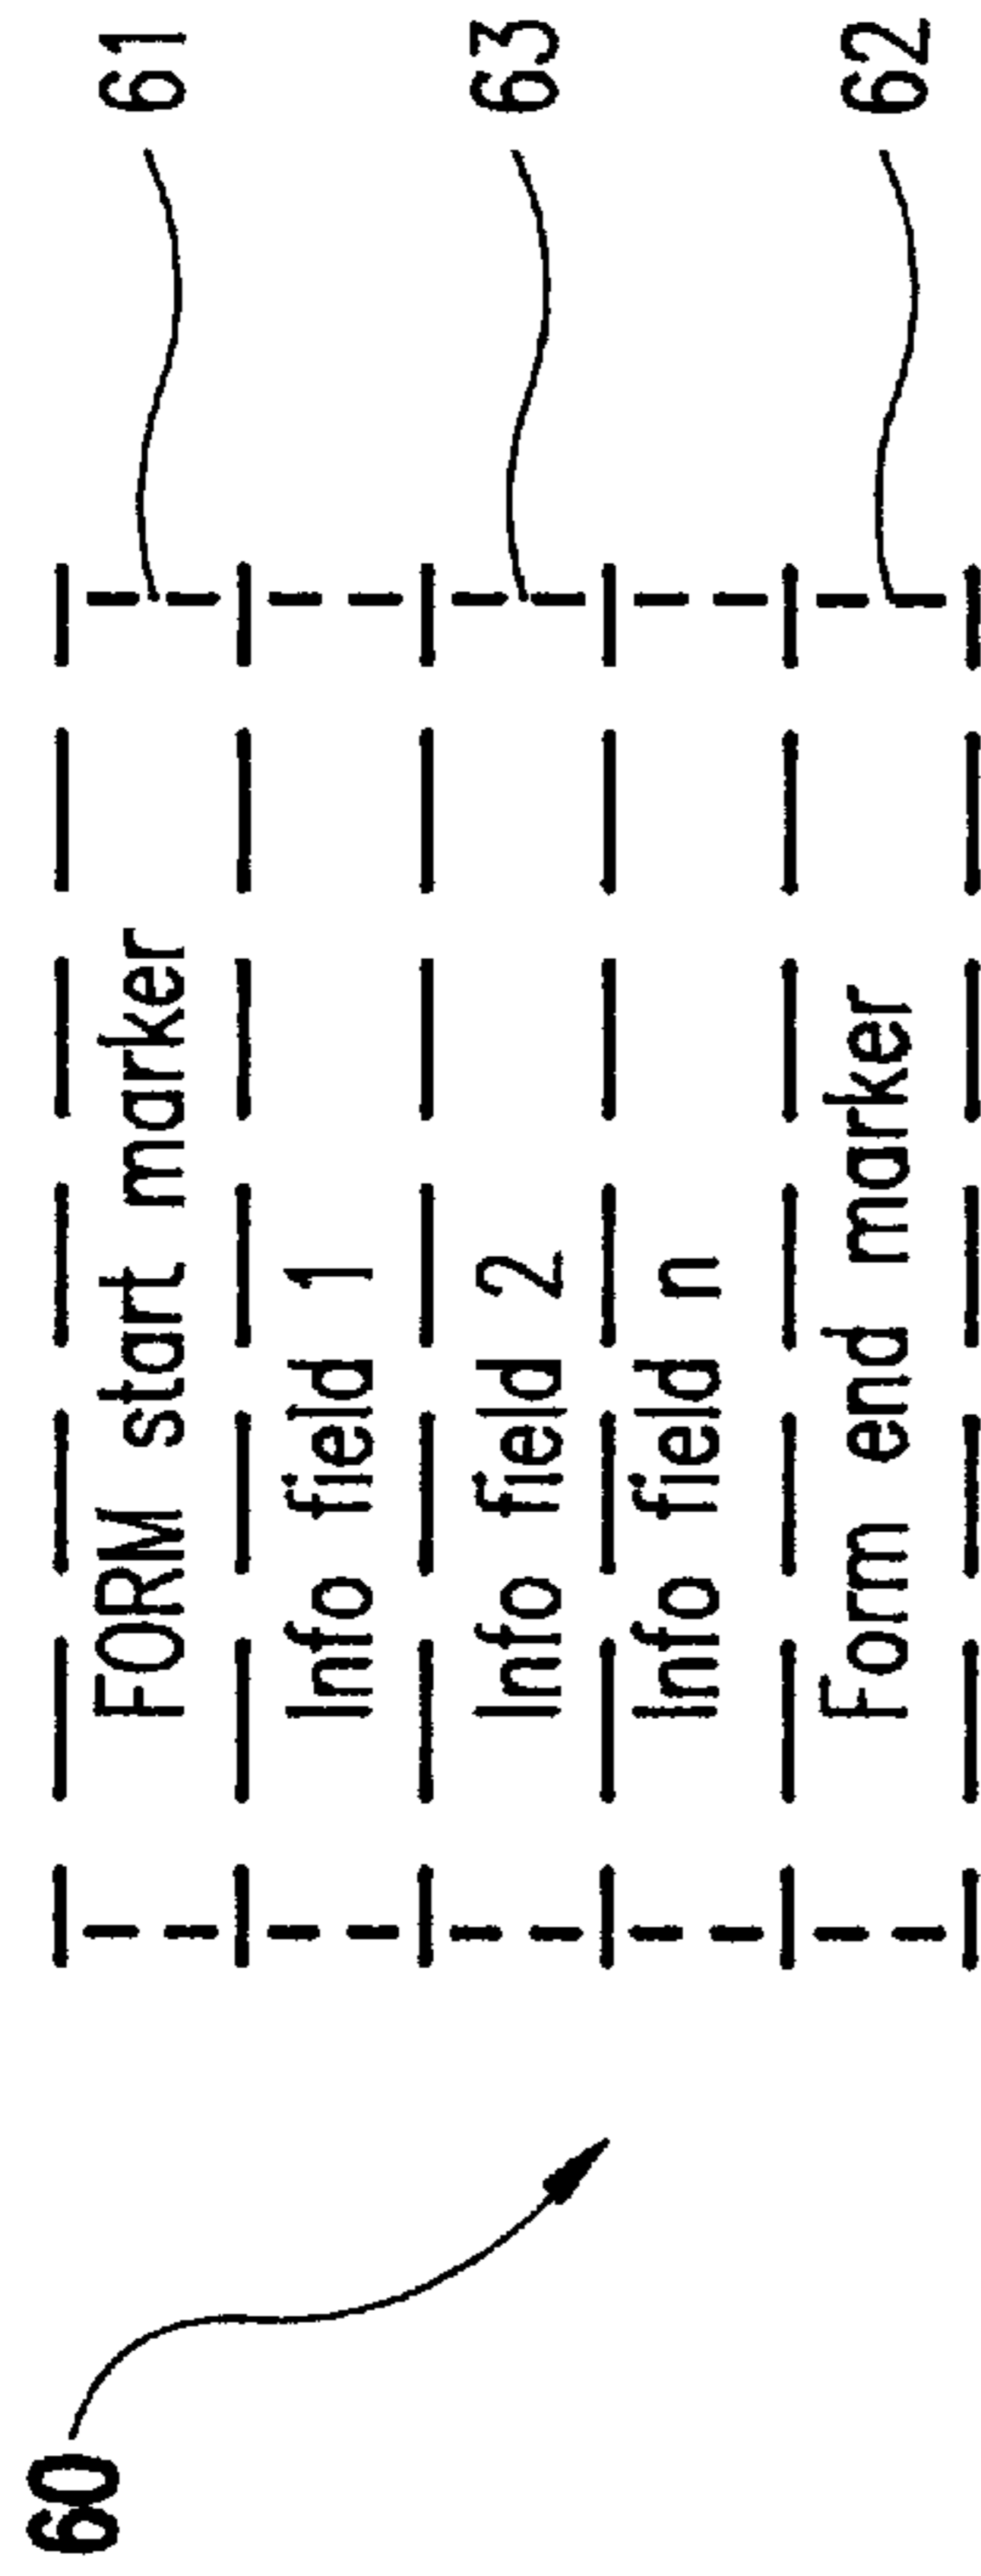 60
FORM start marker 61
Info field 1
Info field 2 63
Info field n
Form end marker 62